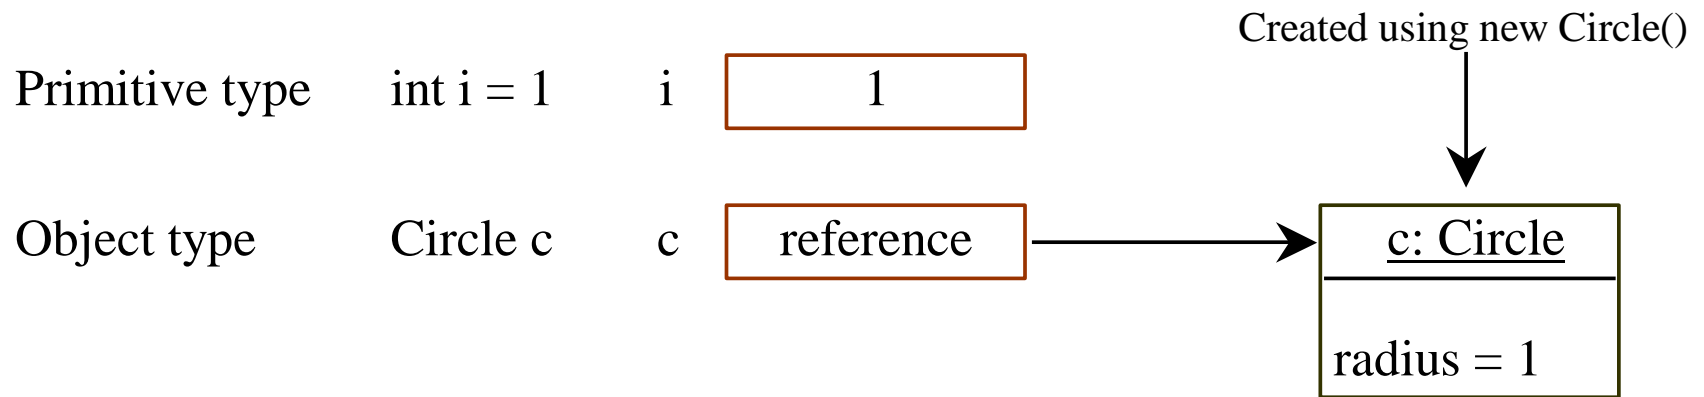 Created using new Circle()
Primitive type int i = 1 i 1
Object type Circle c c reference c: Circle
radius = 1